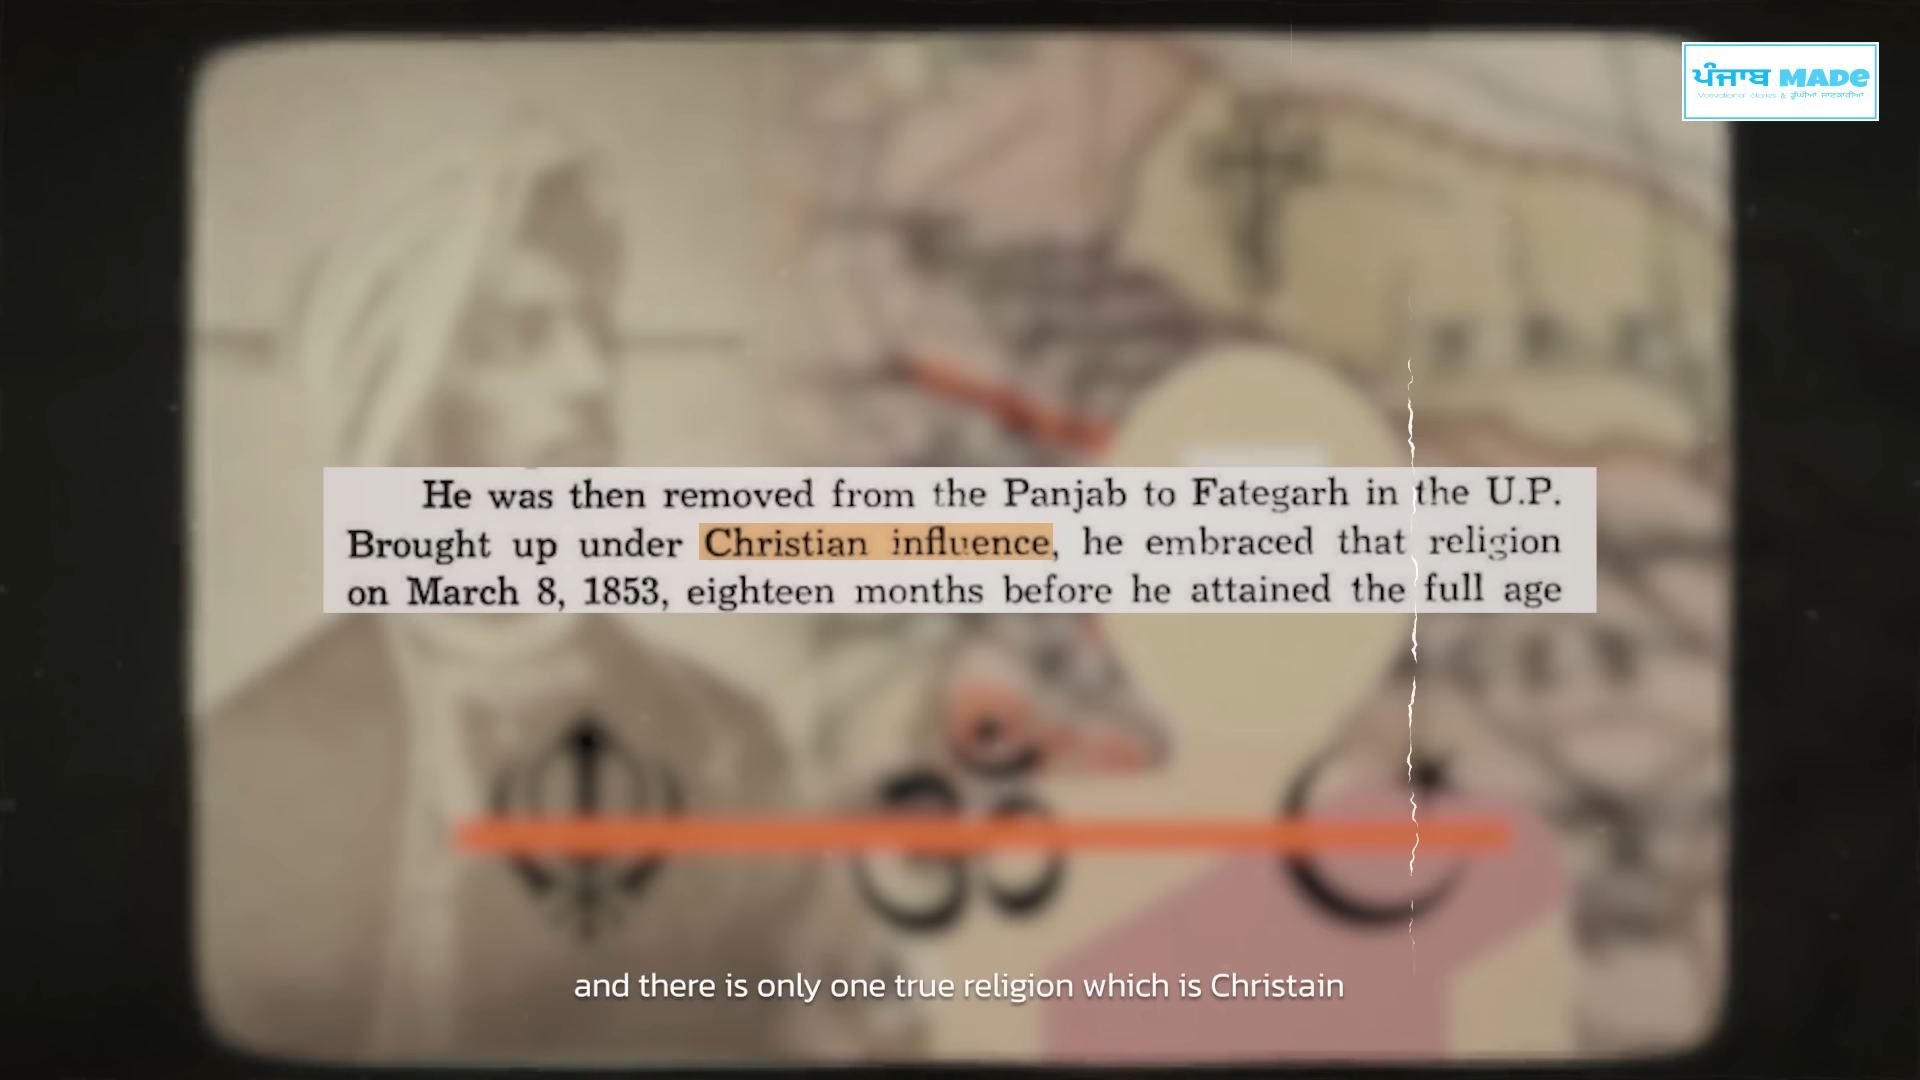 ਪੰਜਾਬ MADe
He was then removed from the Panjab to Fategarh in the U.P.
Brought up under Christian influence, he embraced that religion
on March 8, 1853, eighteen months before he attained the full age
and there is only one true religion which is Christain